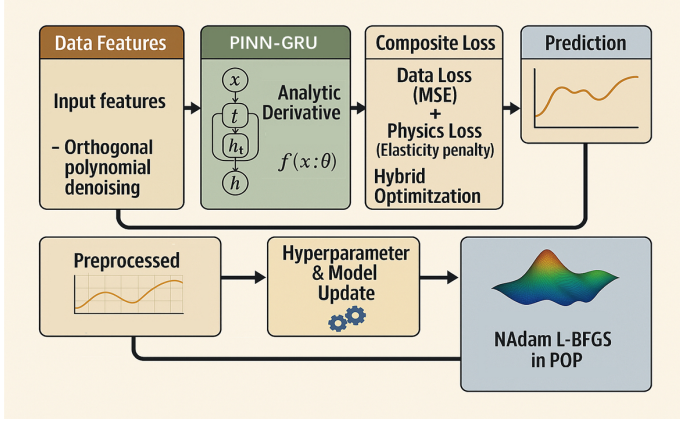 Data Features
Input features
– Orthogonal
polynomial
denoising
PINN-GRU
x
t
hₜ
h
Analytic
Derivative
f(x:θ)
Composite Loss
Data Loss
(MSE)
+
Physics Loss
(Elasticity penalty)
Hybrid
Optimitzation
Prediction
Preprocessed
Hyperparameter
& Model
Update
NAdam L-BFGS
in POP